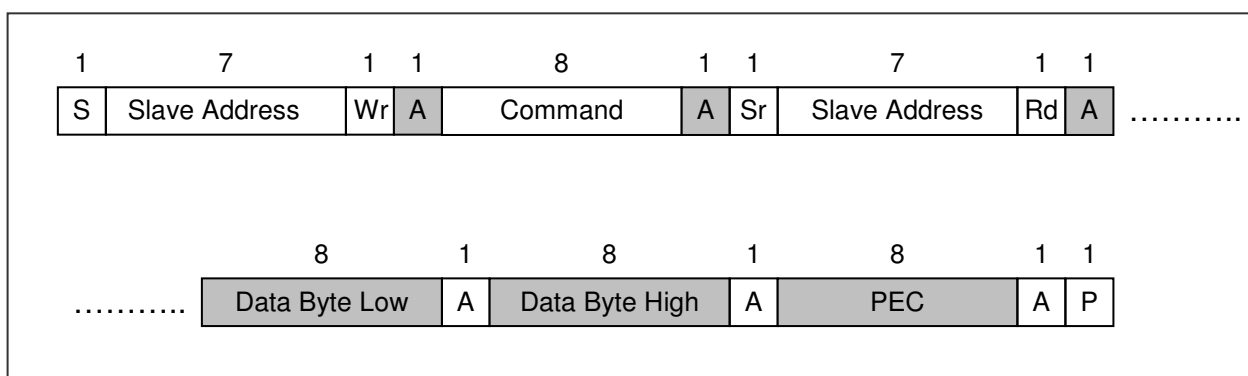 1 7 1 1 8 1 1 7 1 1
S Slave Address Wr A Command A Sr Slave Address Rd A ...........
8 1 8 1 8 1 1
........... Data Byte Low A Data Byte High A PEC A P